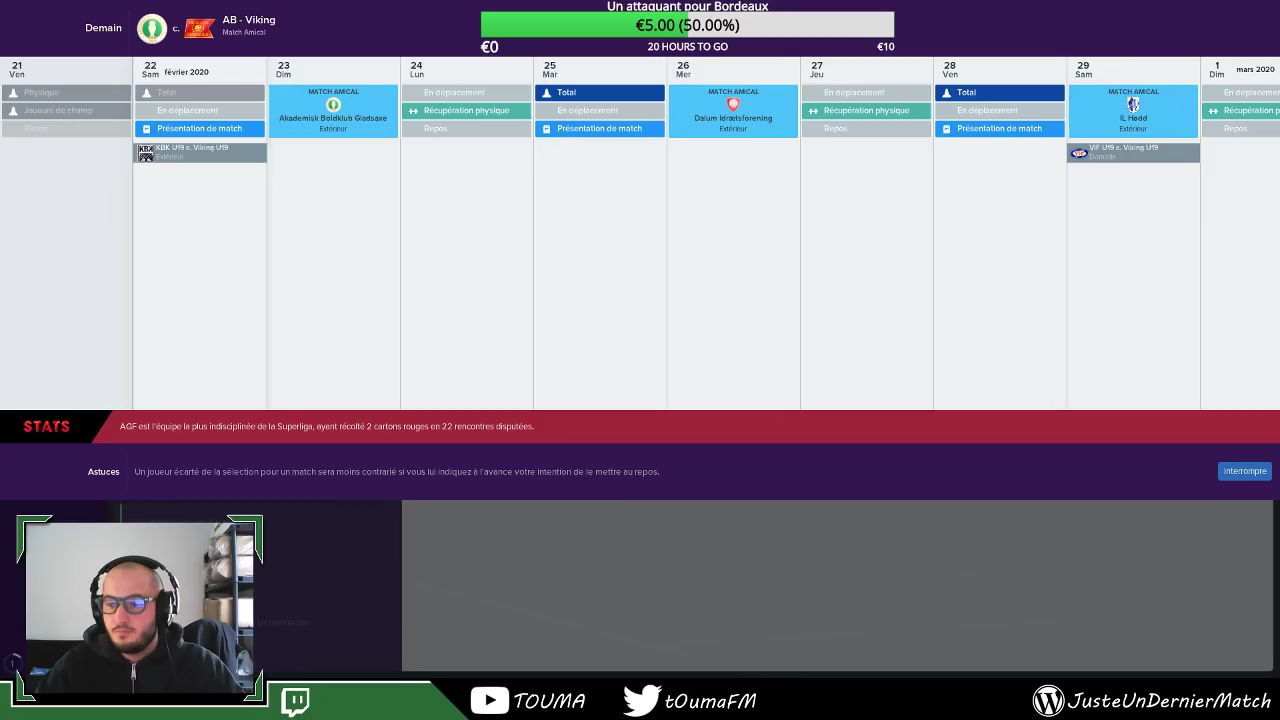 Un attaquant pour Bordeaux
Demain
c.
AB - Viking
Match Amical
€5.00 (50.00%)
€0
20 HOURS TO GO
€10
21
Ven
22
Sam
février 2020
23
Dim
24
Lun
25
Mar
26
Mer
27
Jeu
28
Ven
29
Sam
1
Dim
mars 2020
Physique
Joueurs de champ
Repos
Total
En déplacement
Présentation de match
KBK U19 c. Viking U19
Extérieur
MATCH AMICAL
Akademisk Boldklub Gladsaxe
Extérieur
En déplacement
Récupération physique
Repos
Total
En déplacement
Présentation de match
MATCH AMICAL
Dalum Idrætsforening
Extérieur
En déplacement
Récupération physique
Repos
Total
En déplacement
Présentation de match
MATCH AMICAL
IL Hødd
Extérieur
VIF U19 c. Viking U19
Domicile
En déplaceme
Récupération p
Repos
STATS
AGF est l'équipe la plus indisciplinée de la Superliga, ayant récolté 2 cartons rouges en 22 rencontres disputées.
Astuces
Un joueur écarté de la sélection pour un match sera moins contrarié si vous lui indiquez à l'avance votre intention de le mettre au repos.
Interrompre
1
TOUMA
tOumaFM
JusteUnDernierMatch